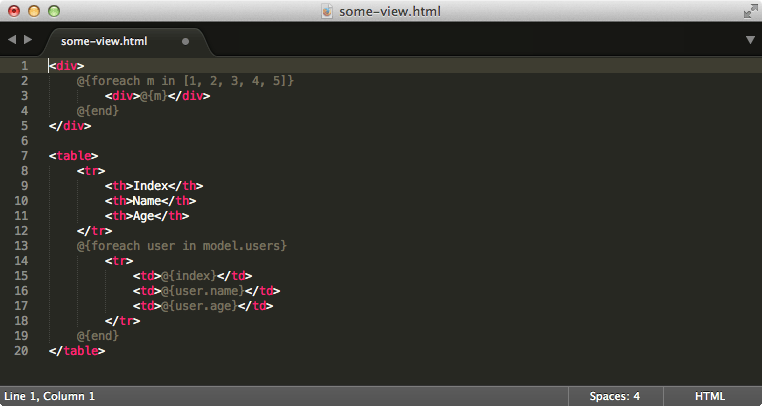 some-view.html
some-view.html
1 <div>
2     @{foreach m in [1, 2, 3, 4, 5]}
3         <div>@{m}</div>
4     @{end}
5 </div>
6
7 <table>
8     <tr>
9         <th>Index</th>
10         <th>Name</th>
11         <th>Age</th>
12     </tr>
13     @{foreach user in model.users}
14         <tr>
15             <td>@{index}</td>
16             <td>@{user.name}</td>
17             <td>@{user.age}</td>
18         </tr>
19     @{end}
20 </table>
Line 1, Column 1 Spaces: 4 HTML